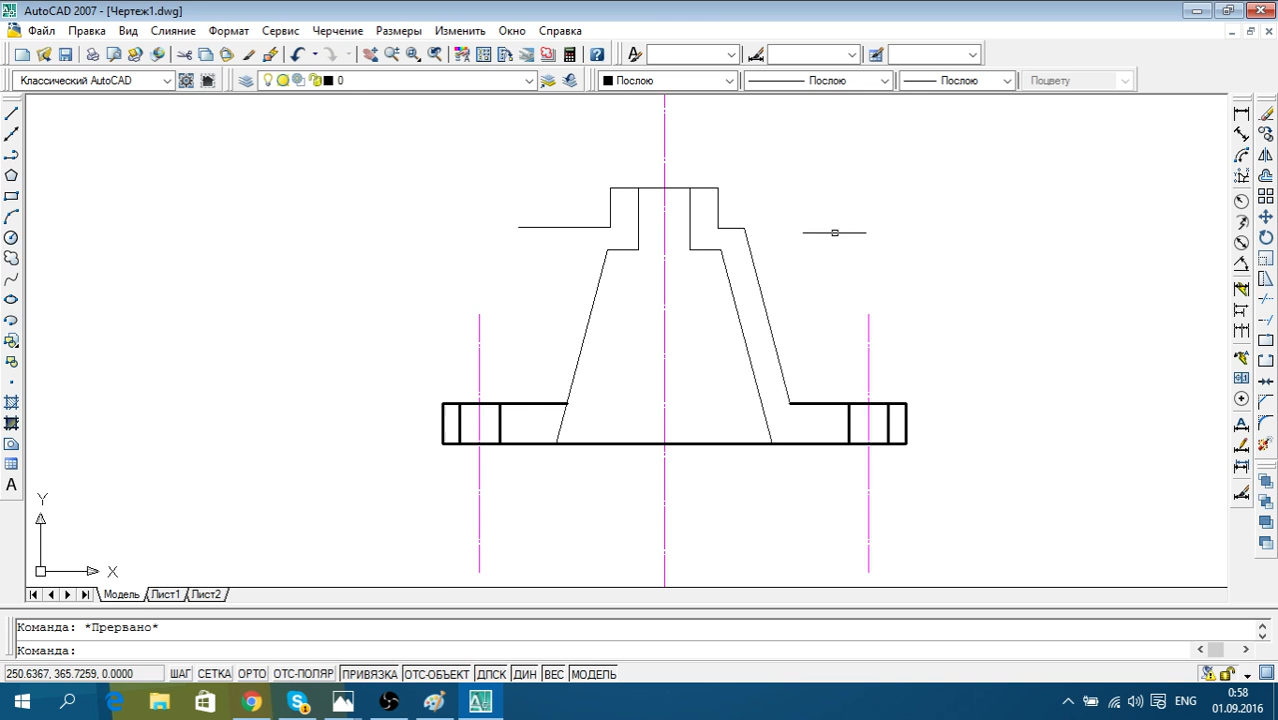 AutoCAD 2007 - [Чертеж1.dwg]
Файл Правка Вид Слияние Формат Сервис Черчение Размеры Изменить Окно Справка
Классический AutoCAD 0 Послою Послою Послою Поцвету
A
Y
X
Модель Лист1 Лист2
Команда: *Прервано*
Команда:
250.6367, 365.7259, 0.0000 ШАГ СЕТКА ОРТО ОТС-ПОЛЯР ПРИВЯЗКА ОТС-ОБЪЕКТ ДПСК ДИН ВЕС МОДЕЛЬ
ENG
0:58
01.09.2016